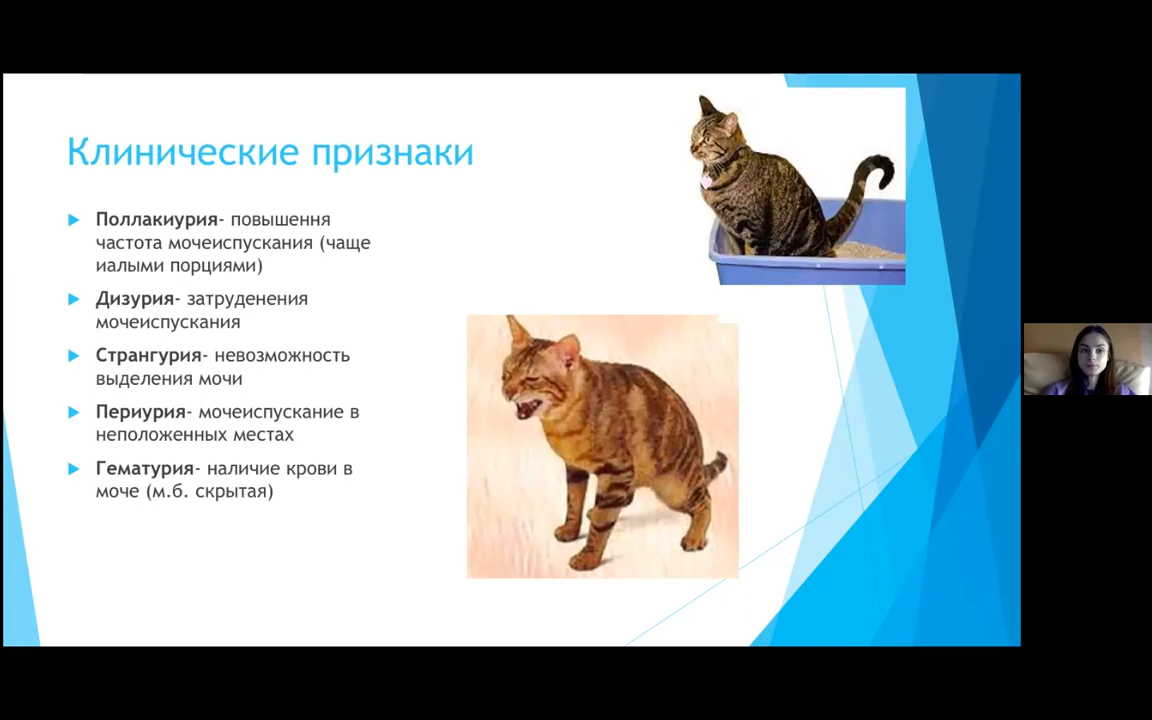 Клинические признаки
Поллакиурия- повышення
частота мочеиспускания (чаще
иалыми порциями)
Дизурия- затруденения
мочеиспускания
Странгурия- невозможность
выделения мочи
Периурия- мочеиспускание в
неположенных местах
Гематурия- наличие крови в
моче (м.б. скрытая)